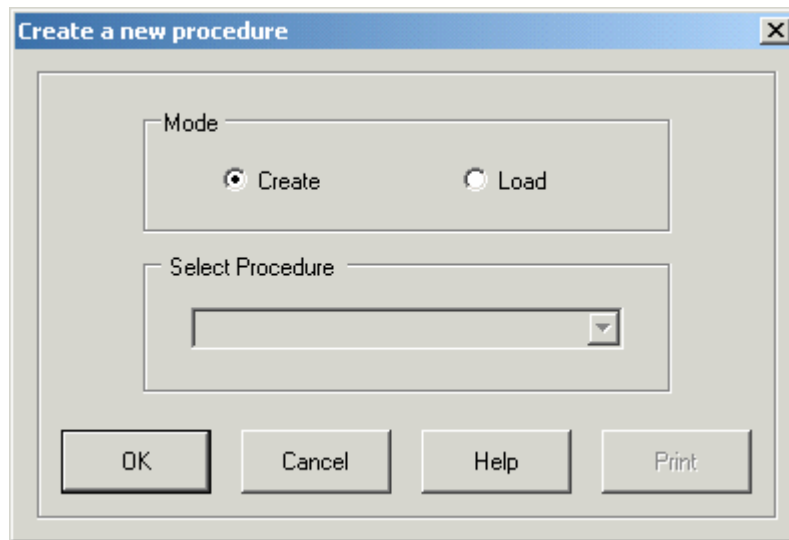 Create a new procedure
Mode
Create Load
Select Procedure
OK Cancel Help Print